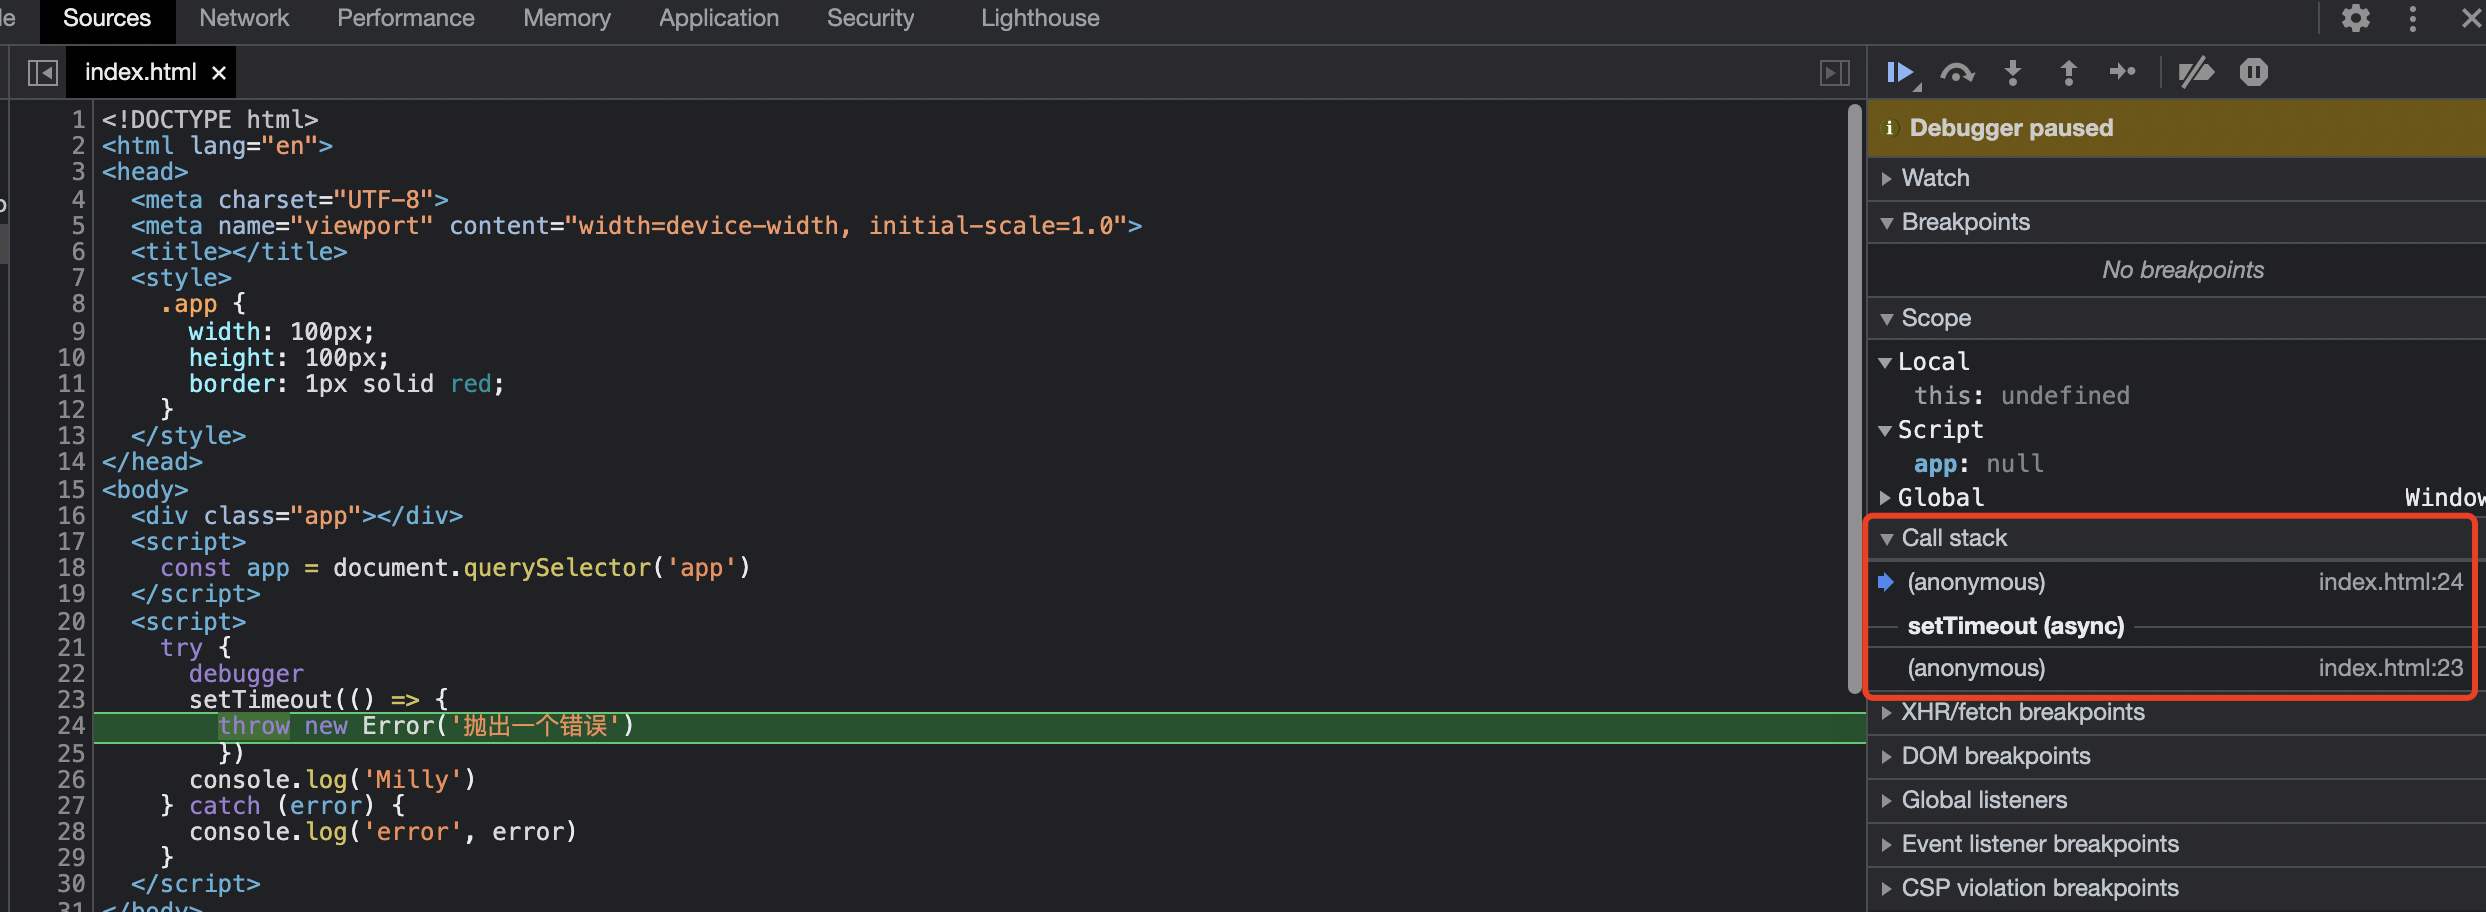 Sources Network Performance Memory Application Security Lighthouse
index.html
1 <!DOCTYPE html>
2 <html lang="en">
3 <head>
4 <meta charset="UTF-8">
5 <meta name="viewport" content="width=device-width, initial-scale=1.0">
6 <title></title>
7 <style>
8 .app {
9 width: 100px;
10 height: 100px;
11 border: 1px solid red;
12 }
13 </style>
14 </head>
15 <body>
16 <div class="app"></div>
17 <script>
18 const app = document.querySelector('app')
19 </script>
20 <script>
21 try {
22 debugger
23 setTimeout(() => {
24 throw new Error('抛出一个错误')
25 })
26 console.log('Milly')
27 } catch (error) {
28 console.log('error', error)
29 }
30 </script>
31 </body>
Debugger paused
Watch
Breakpoints
No breakpoints
Scope
Local
this: undefined
Script
app: null
Global Window
Call stack
(anonymous) index.html:24
setTimeout (async)
(anonymous) index.html:23
XHR/fetch breakpoints
DOM breakpoints
Global listeners
Event listener breakpoints
CSP violation breakpoints